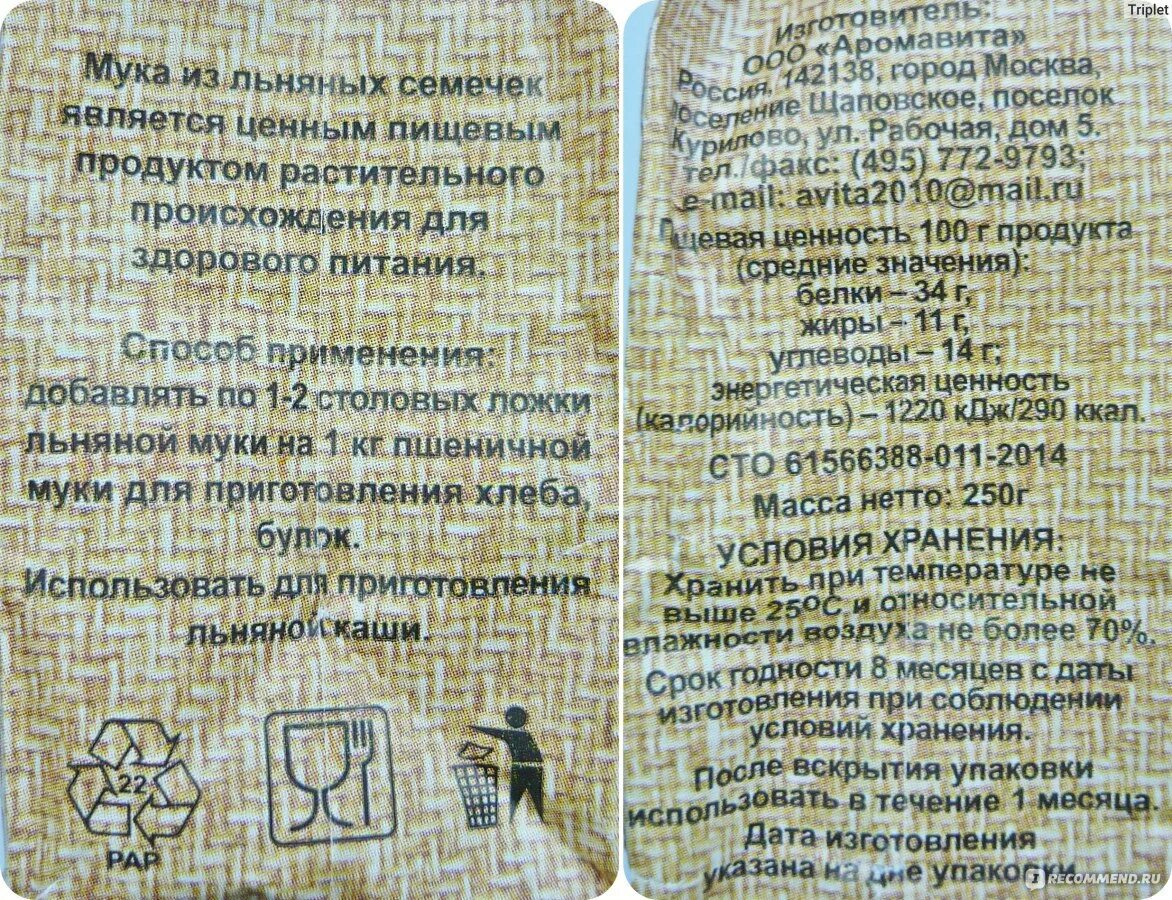 Мука из льняных семечек
является ценным пищевым
продуктом растительного
происхождения для
здорового питания.
Способ применения:
добавлять по 1-2 столовых ложки
льняной муки на 1 кг пшеничной
муки для приготовления хлеба,
булок.
Использовать для приготовления
льняной каши.
22
PAP
Triplet
Изготовитель:
ООО «Аромавита»
Россия, 142138, город Москва,
поселение Щаповское, поселок
Курилово, ул. Рабочая, дом 5.
тел./факс: (495) 772-9793;
e-mail: avita2010@mail.ru
Пищевая ценность 100 г продукта
(средние значения):
белки – 34 г,
жиры – 11 г,
углеводы – 14 г;
энергетическая ценность
(калорийность) – 1220 кДж/290 ккал.
СТО 61566388-011-2014
Масса нетто: 250г
УСЛОВИЯ ХРАНЕНИЯ:
Хранить при температуре не
выше 25ºС и относительной
влажности воздуха не более 70%.
Срок годности 8 месяцев с даты
изготовления при соблюдении
условий хранения.
После вскрытия упаковки
использовать в течение 1 месяца.
Дата изготовления
указана на дне упаковки
IRECOMMEND.RU